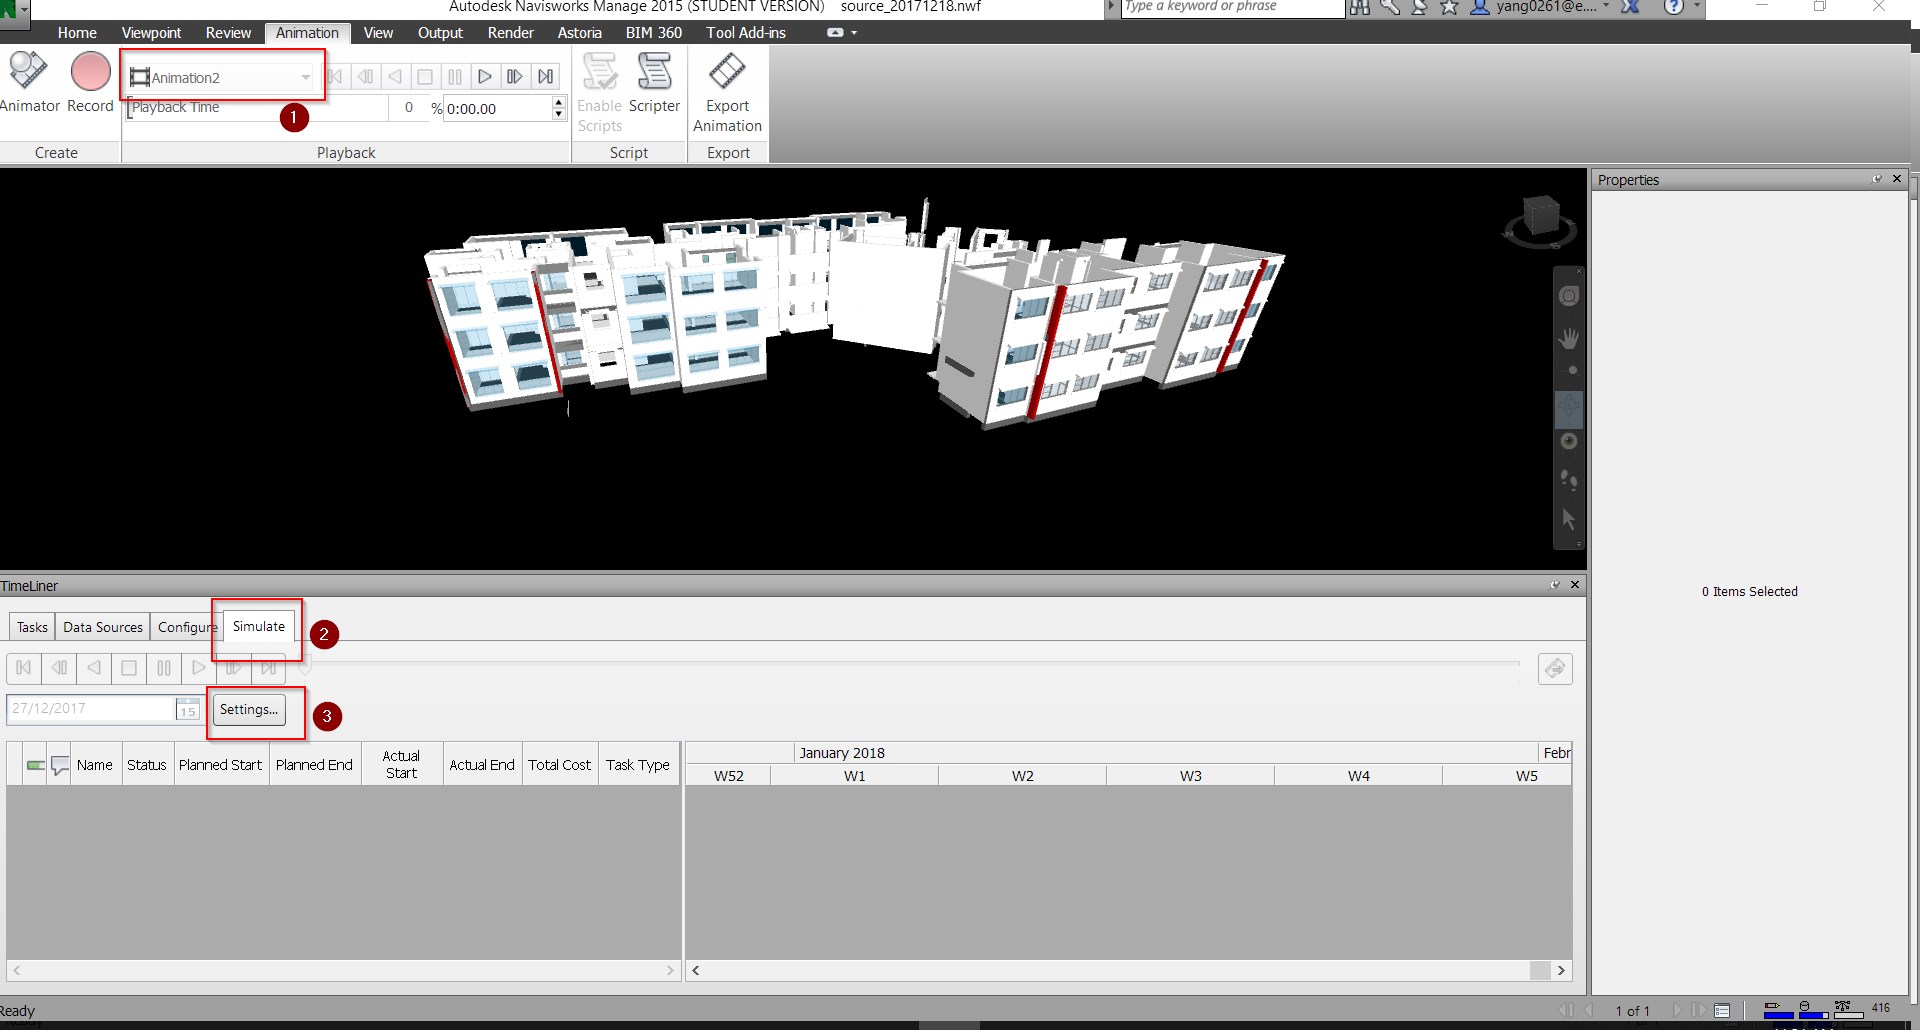 Autodesk Navisworks Manage 2015 (STUDENT VERSION) source_20171218.nwf
Type a keyword or phrase
yang0261@e....
Home Viewpoint Review Animation View Output Render Astoria BIM 360 Tool Add-ins
Animation2
Animator Record
Playback Time 0 % 0:00.00
1
Enable Scripts
Scripter
Export Animation
Create Playback Script Export
Properties
0 Items Selected
TimeLiner
Tasks Data Sources Configure Simulate
2
27/12/2017 15 Settings...
3
Name Status Planned Start Planned End Actual Start Actual End Total Cost Task Type
January 2018 Febr
W52 W1 W2 W3 W4 W5
Ready
1 of 1 416